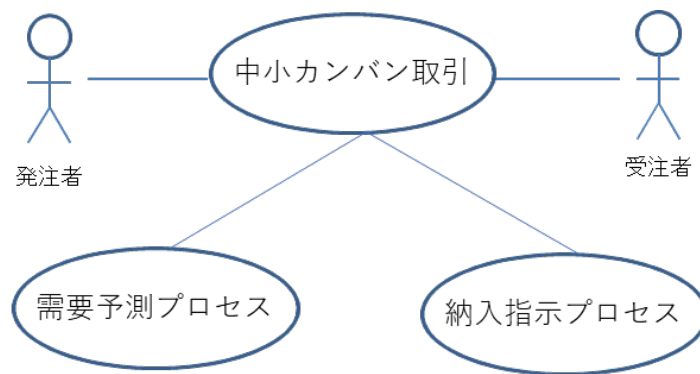 中小カンバン取引
発注者
受注者
需要予測プロセス
納入指示プロセス